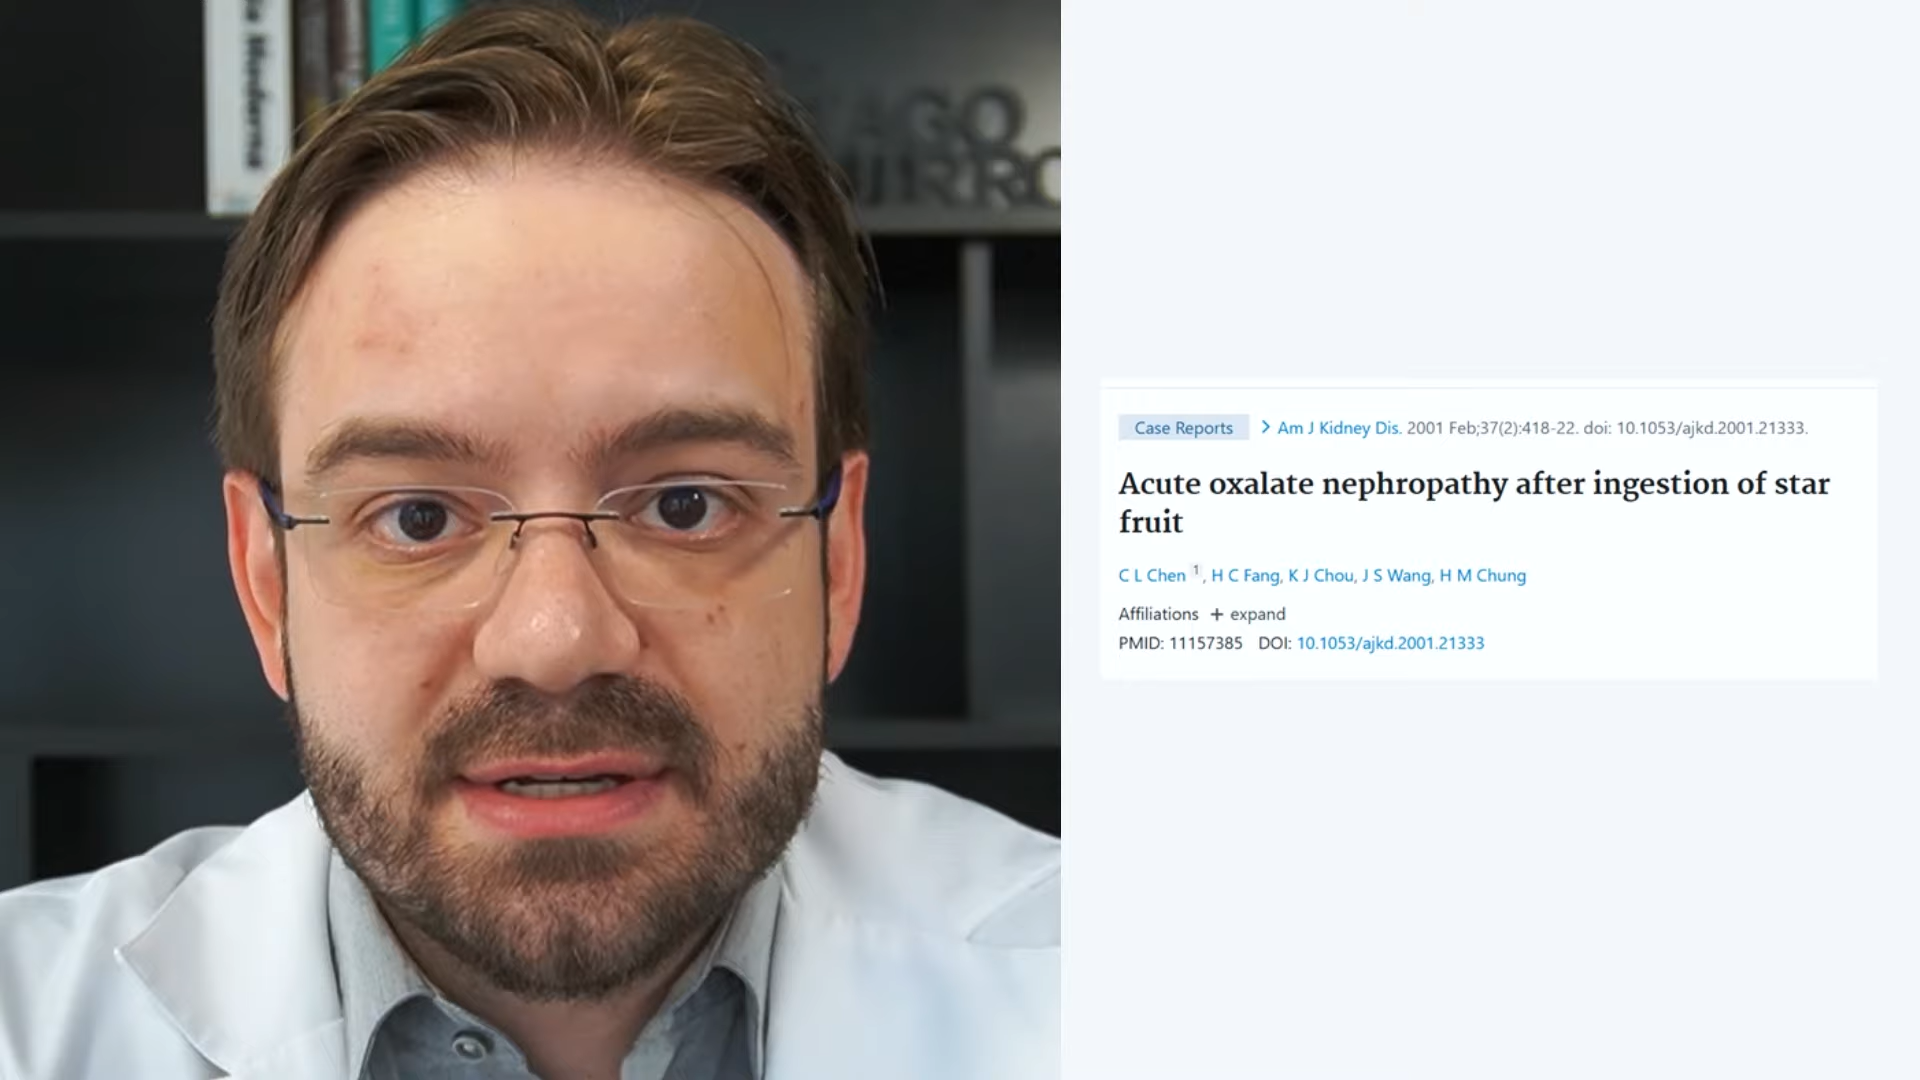 Moderna
AGO
Case Reports > Am J Kidney Dis. 2001 Feb;37(2):418-22. doi: 10.1053/ajkd.2001.21333.
Acute oxalate nephropathy after ingestion of star
fruit
C L Chen 1, H C Fang, K J Chou, J S Wang, H M Chung
Affiliations + expand
PMID: 11157385 DOI: 10.1053/ajkd.2001.21333